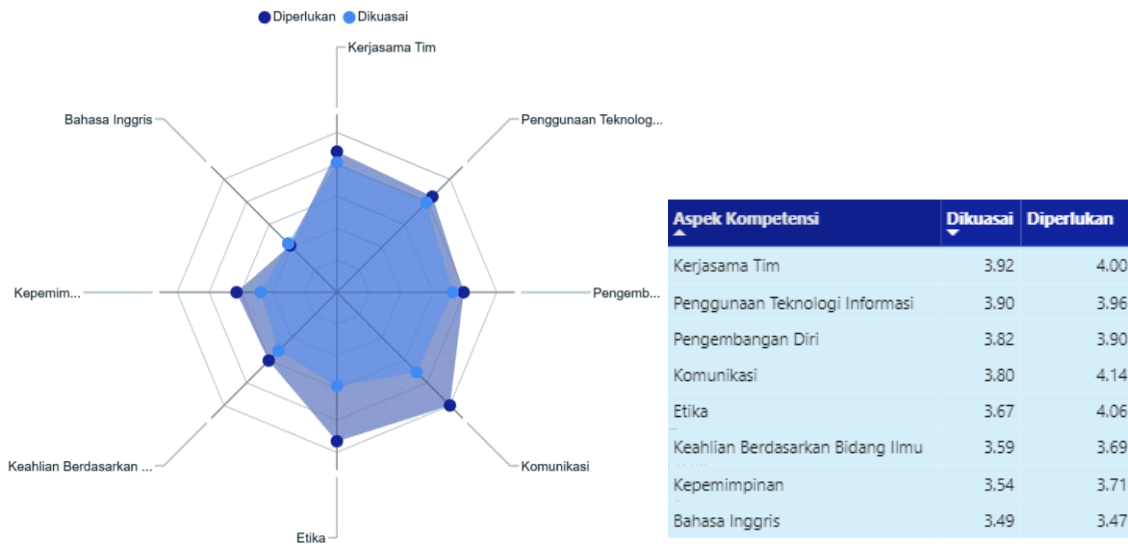 Diperlukan Dikuasai
Kerjasama Tim
Bahasa Inggris
Penggunaan Teknolog...
Kepemim...
Pengemb...
Keahlian Berdasarkan ...
Komunikasi
Etika
Aspek Kompetensi Dikuasai Diperlukan
Kerjasama Tim 3.92 4.00
Penggunaan Teknologi Informasi 3.90 3.96
Pengembangan Diri 3.82 3.90
Komunikasi 3.80 4.14
Etika 3.67 4.06
Keahlian Berdasarkan Bidang Ilmu 3.59 3.69
Kepemimpinan 3.54 3.71
Bahasa Inggris 3.49 3.47